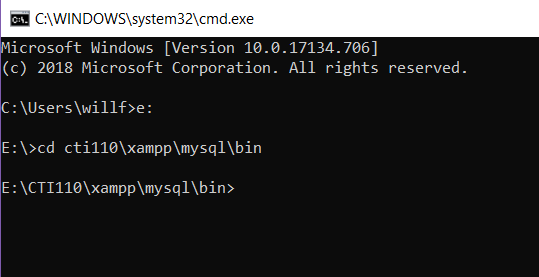 C:\WINDOWS\system32\cmd.exe
Microsoft Windows [Version 10.0.17134.706]
(c) 2018 Microsoft Corporation. All rights reserved.
C:\Users\willf>e:
E:\>cd cti110\xampp\mysql\bin
E:\CTI110\xampp\mysql\bin>